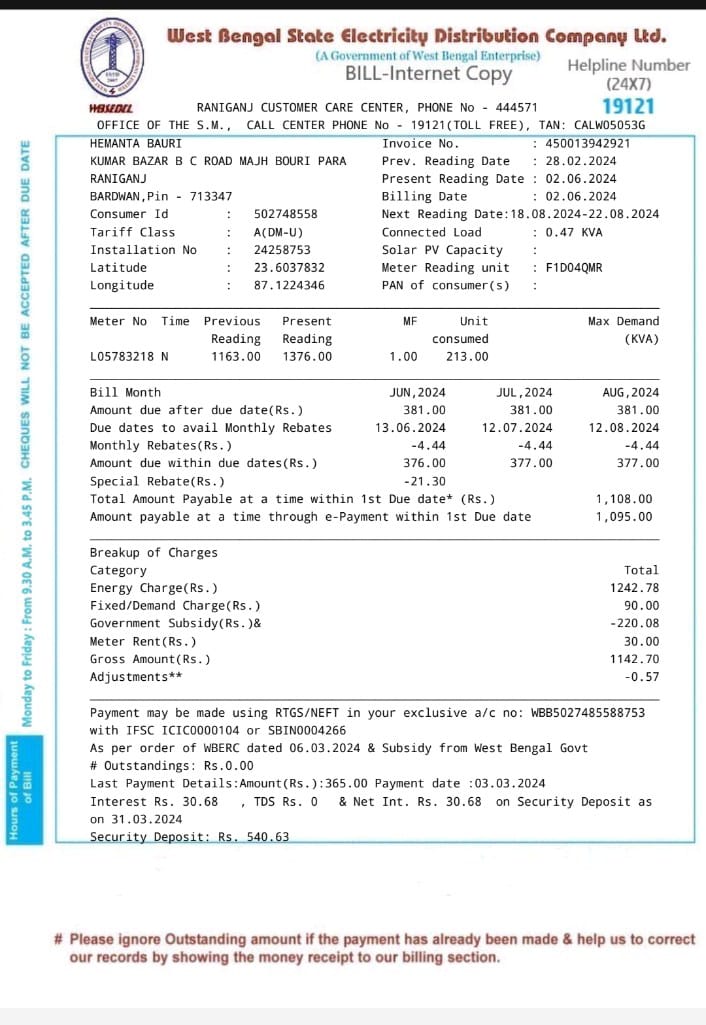 West Bengal State Electricity Distribution Company Ltd.
(A Government of West Bengal Enterprise)
BILL-Internet Copy
Helpline Number
(24X7)
19121
WBSEDCL
RANIGANJ CUSTOMER CARE CENTER, PHONE No - 444571
OFFICE OF THE S.M., CALL CENTER PHONE No - 19121(TOLL FREE), TAN: CALW05053G
HEMANTA BAURI Invoice No. : 450013942921
KUMAR BAZAR B C ROAD MAJH BOURI PARA Prev. Reading Date : 28.02.2024
RANIGANJ Present Reading Date : 02.06.2024
BARDWAN,Pin - 713347 Billing Date : 02.06.2024
Consumer Id : 502748558 Next Reading Date:18.08.2024-22.08.2024
Tariff Class : A(DM-U) Connected Load : 0.47 KVA
Installation No : 24258753 Solar PV Capacity :
Latitude : 23.6037832 Meter Reading unit : F1D04QMR
Longitude : 87.1224346 PAN of consumer(s) :
Meter No Time Previous Present MF Unit Max Demand
Reading Reading consumed (KVA)
L05783218 N 1163.00 1376.00 1.00 213.00
Bill Month JUN,2024 JUL,2024 AUG,2024
Amount due after due date(Rs.) 381.00 381.00 381.00
Due dates to avail Monthly Rebates 13.06.2024 12.07.2024 12.08.2024
Monthly Rebates(Rs.) -4.44 -4.44 -4.44
Amount due within due dates(Rs.) 376.00 377.00 377.00
Special Rebate(Rs.) -21.30
Total Amount Payable at a time within 1st Due date* (Rs.) 1,108.00
Amount payable at a time through e-Payment within 1st Due date 1,095.00
Breakup of Charges
Category Total
Energy Charge(Rs.) 1242.78
Fixed/Demand Charge(Rs.) 90.00
Government Subsidy(Rs.)& -220.08
Meter Rent(Rs.) 30.00
Gross Amount(Rs.) 1142.70
Adjustments** -0.57
Payment may be made using RTGS/NEFT in your exclusive a/c no: WBB5027485588753
with IFSC ICIC0000104 or SBIN0004266
As per order of WBERC dated 06.03.2024 & Subsidy from West Bengal Govt
# Outstandings: Rs.0.00
Last Payment Details:Amount(Rs.):365.00 Payment date :03.03.2024
Interest Rs. 30.68 , TDS Rs. 0 & Net Int. Rs. 30.68 on Security Deposit as
on 31.03.2024
Security Deposit: Rs. 540.63
Hours of Payment
of Bill
Monday to Friday : From 9.30 A.M. to 3.45 P.M. CHEQUES WILL NOT BE ACCEPTED AFTER DUE DATE
# Please ignore Outstanding amount if the payment has already been made & help us to correct
our records by showing the money receipt to our billing section.